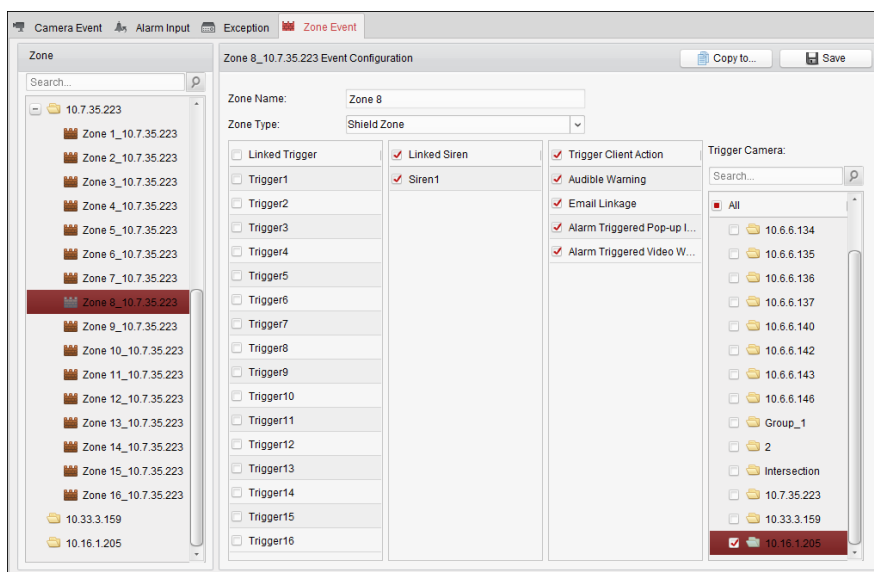 Camera Event Alarm Input Exception Zone Event
Zone
Search...
10.7.35.223
Zone 1_10.7.35.223
Zone 2_10.7.35.223
Zone 3_10.7.35.223
Zone 4_10.7.35.223
Zone 5_10.7.35.223
Zone 6_10.7.35.223
Zone 7_10.7.35.223
Zone 8_10.7.35.223
Zone 9_10.7.35.223
Zone 10_10.7.35.223
Zone 11_10.7.35.223
Zone 12_10.7.35.223
Zone 13_10.7.35.223
Zone 14_10.7.35.223
Zone 15_10.7.35.223
Zone 16_10.7.35.223
10.33.3.159
10.16.1.205
Zone 8_10.7.35.223 Event Configuration Copy to... Save
Zone Name: Zone 8
Zone Type: Shield Zone
Linked Trigger
Trigger1
Trigger2
Trigger3
Trigger4
Trigger5
Trigger6
Trigger7
Trigger8
Trigger9
Trigger10
Trigger11
Trigger12
Trigger13
Trigger14
Trigger15
Trigger16
Linked Siren
Siren1
Trigger Client Action
Audible Warning
Email Linkage
Alarm Triggered Pop-up I...
Alarm Triggered Video W...
Trigger Camera:
Search...
All
10.6.6.134
10.6.6.135
10.6.6.136
10.6.6.137
10.6.6.140
10.6.6.142
10.6.6.143
10.6.6.146
Group_1
2
Intersection
10.7.35.223
10.33.3.159
10.16.1.205